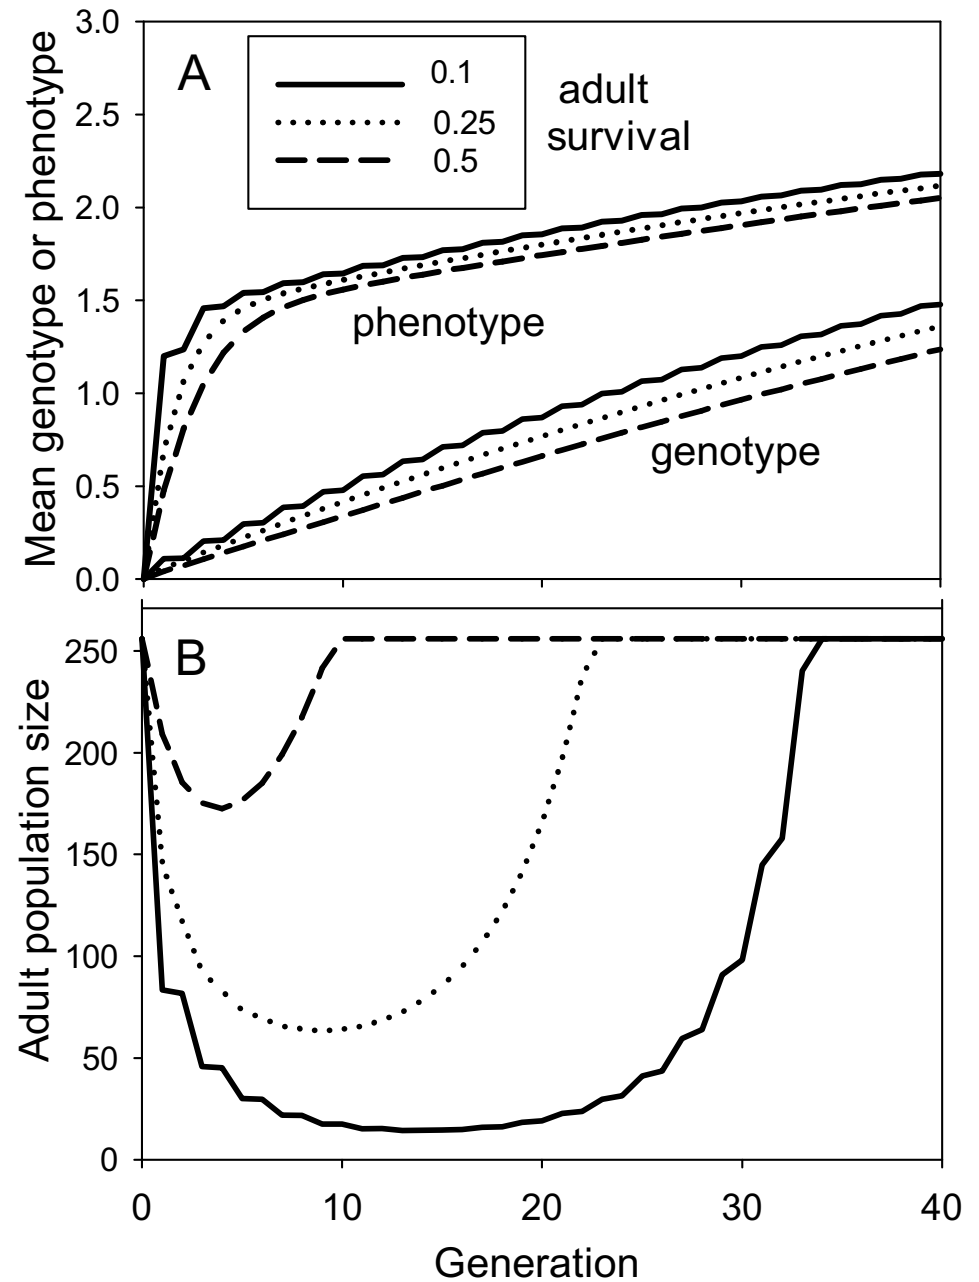 3.0
A
0.1
adult
2.5
0.25
survival
0.5
2.0
1.5
phenotype
1.0
genotype
0.5
0.0
Mean genotype or phenotype
B
250
200
150
100
50
0
Adult population size
0 10 20 30 40
Generation